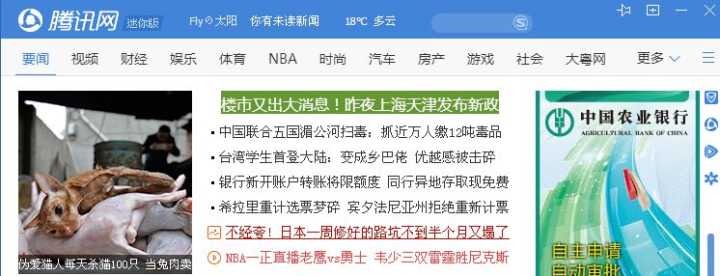 腾讯网 迷你版 Fly☉太阳 你有未读新闻 18℃ 多云
要闻 视频 财经 娱乐 体育 NBA 时尚 汽车 房产 游戏 社会 大粤网 更多
楼市又出大消息！昨夜上海天津发布新政
中国联合五国湄公河扫毒：抓近万人缴12吨毒品
台湾学生首登大陆：变成乡巴佬 优越感被击碎
银行新开账户转账将限额度 同行异地存取现免费
希拉里重计选票梦碎 宾夕法尼亚州拒绝重新计票
不经夸！日本一周修好的路坑不到半个月又塌了
NBA一正直播老鹰vs勇士 韦少三双雷霆胜尼克斯
伪爱猫人每天杀猫100只 当兔肉卖
中国农业银行
AGRICULTURAL BANK OF CHINA
自主申请
自动审批